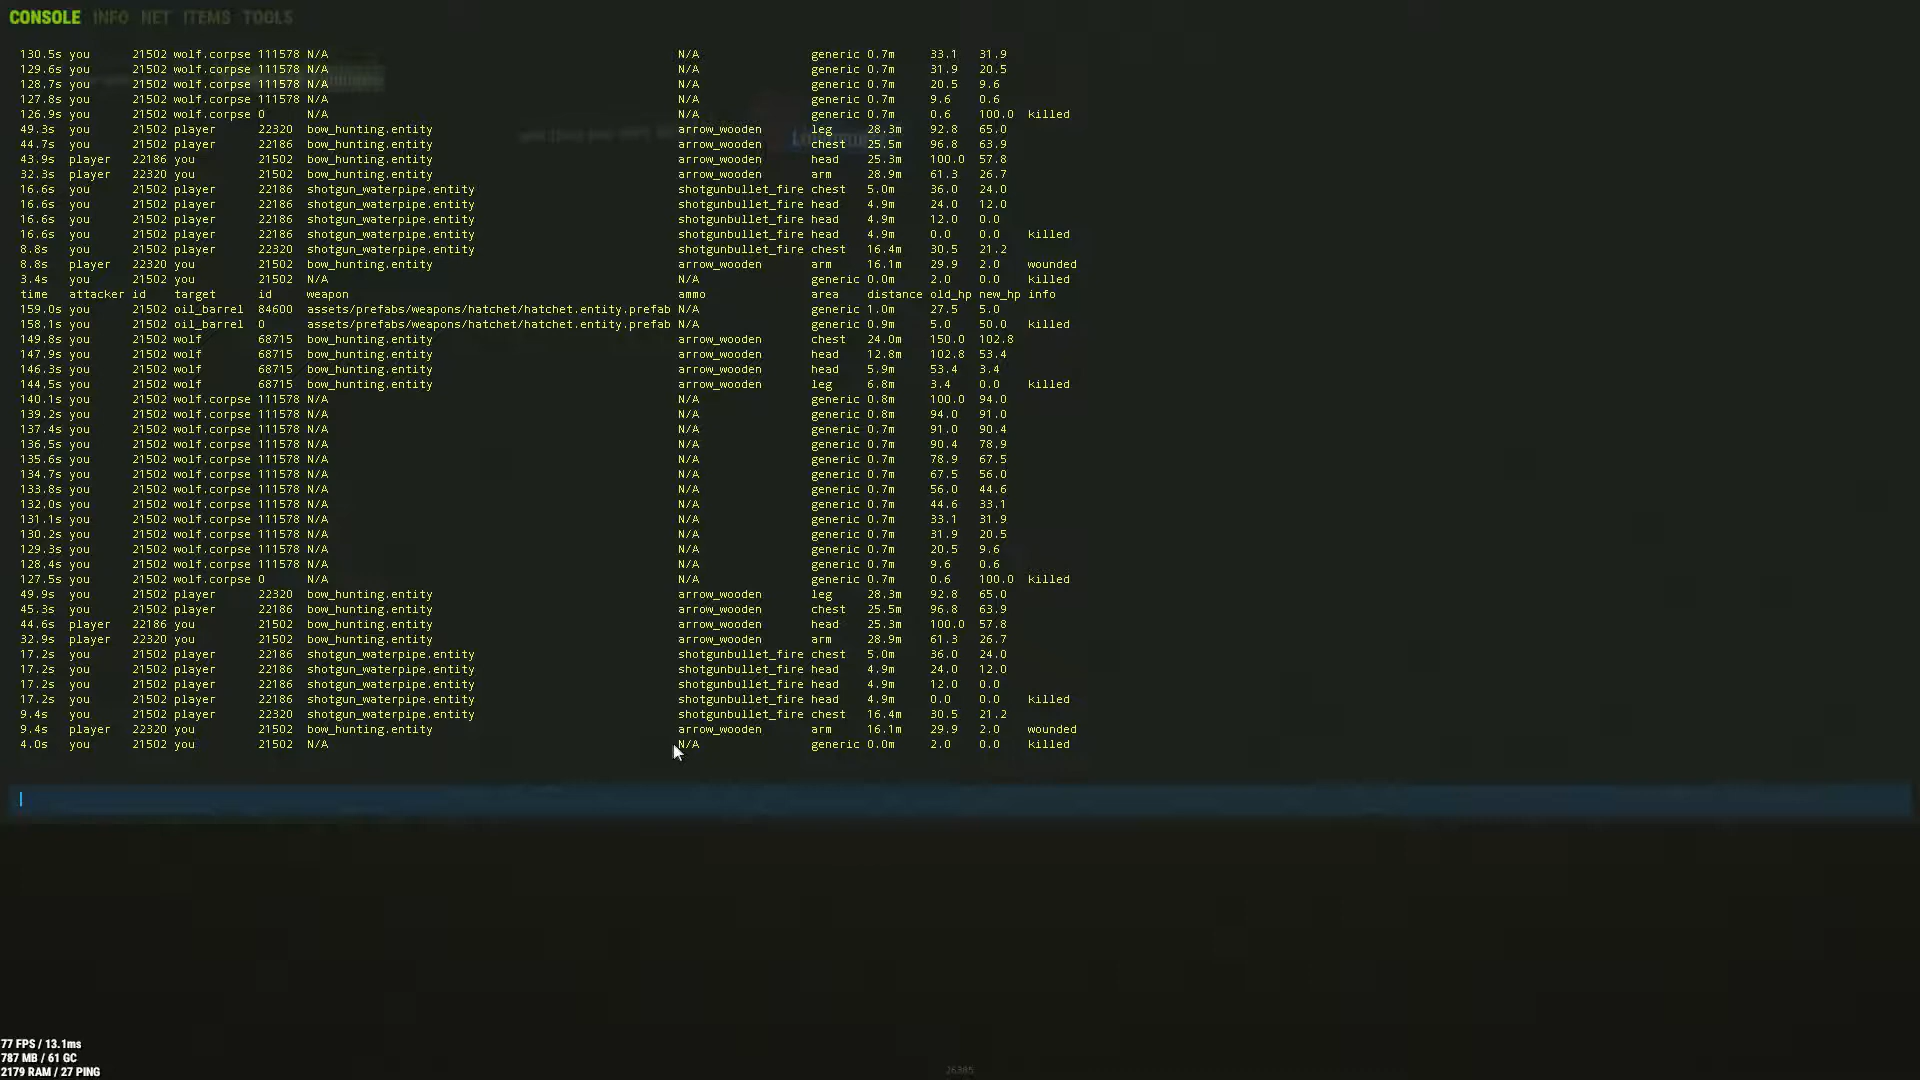 CONSOLE INFO NET ITEMS TOOLS
130.5s you 21502 wolf.corpse 111578 N/A N/A generic 0.7m 33.1 31.9
129.6s you 21502 wolf.corpse 111578 N/A N/A generic 0.7m 31.9 20.5
128.7s you 21502 wolf.corpse 111578 N/A N/A generic 0.7m 20.5 9.6
127.8s you 21502 wolf.corpse 111578 N/A N/A generic 0.7m 9.6 0.6
126.9s you 21502 wolf.corpse 0 N/A N/A generic 0.7m 0.6 100.0 killed
49.3s you 21502 player 22320 bow_hunting.entity arrow_wooden leg 28.3m 92.8 65.0
44.7s you 21502 player 22186 bow_hunting.entity arrow_wooden chest 25.5m 96.8 63.9
43.9s player 22186 you 21502 bow_hunting.entity arrow_wooden head 25.3m 100.0 57.8
32.3s player 22320 you 21502 bow_hunting.entity arrow_wooden arm 28.9m 61.3 26.7
16.6s you 21502 player 22186 shotgun_waterpipe.entity shotgunbullet_fire chest 5.0m 36.0 24.0
16.6s you 21502 player 22186 shotgun_waterpipe.entity shotgunbullet_fire head 4.9m 24.0 12.0
16.6s you 21502 player 22186 shotgun_waterpipe.entity shotgunbullet_fire head 4.9m 12.0 0.0
16.6s you 21502 player 22186 shotgun_waterpipe.entity shotgunbullet_fire head 4.9m 0.0 0.0 killed
8.8s you 21502 player 22320 shotgun_waterpipe.entity shotgunbullet_fire chest 16.4m 30.5 21.2
8.8s player 22320 you 21502 bow_hunting.entity arrow_wooden arm 16.1m 29.9 2.0 wounded
3.4s you 21502 you 21502 N/A N/A generic 0.0m 2.0 0.0 killed
time attacker id target id weapon ammo area distance old_hp new_hp info
159.0s you 21502 oil_barrel 84600 assets/prefabs/weapons/hatchet/hatchet.entity.prefab N/A generic 1.0m 27.5 5.0
158.1s you 21502 oil_barrel 0 assets/prefabs/weapons/hatchet/hatchet.entity.prefab N/A generic 0.9m 5.0 50.0 killed
149.8s you 21502 wolf 68715 bow_hunting.entity arrow_wooden chest 24.0m 150.0 102.8
147.9s you 21502 wolf 68715 bow_hunting.entity arrow_wooden head 12.8m 102.8 53.4
146.3s you 21502 wolf 68715 bow_hunting.entity arrow_wooden head 5.9m 53.4 3.4
144.5s you 21502 wolf 68715 bow_hunting.entity arrow_wooden leg 6.8m 3.4 0.0 killed
140.1s you 21502 wolf.corpse 111578 N/A N/A generic 0.8m 100.0 94.0
139.2s you 21502 wolf.corpse 111578 N/A N/A generic 0.8m 94.0 91.0
137.4s you 21502 wolf.corpse 111578 N/A N/A generic 0.7m 91.0 90.4
136.5s you 21502 wolf.corpse 111578 N/A N/A generic 0.7m 90.4 78.9
135.6s you 21502 wolf.corpse 111578 N/A N/A generic 0.7m 78.9 67.5
134.7s you 21502 wolf.corpse 111578 N/A N/A generic 0.7m 67.5 56.0
133.8s you 21502 wolf.corpse 111578 N/A N/A generic 0.7m 56.0 44.6
132.0s you 21502 wolf.corpse 111578 N/A N/A generic 0.7m 44.6 33.1
131.1s you 21502 wolf.corpse 111578 N/A N/A generic 0.7m 33.1 31.9
130.2s you 21502 wolf.corpse 111578 N/A N/A generic 0.7m 31.9 20.5
129.3s you 21502 wolf.corpse 111578 N/A N/A generic 0.7m 20.5 9.6
128.4s you 21502 wolf.corpse 111578 N/A N/A generic 0.7m 9.6 0.6
127.5s you 21502 wolf.corpse 0 N/A N/A generic 0.7m 0.6 100.0 killed
49.9s you 21502 player 22320 bow_hunting.entity arrow_wooden leg 28.3m 92.8 65.0
45.3s you 21502 player 22186 bow_hunting.entity arrow_wooden chest 25.5m 96.8 63.9
44.6s player 22186 you 21502 bow_hunting.entity arrow_wooden head 25.3m 100.0 57.8
32.9s player 22320 you 21502 bow_hunting.entity arrow_wooden arm 28.9m 61.3 26.7
17.2s you 21502 player 22186 shotgun_waterpipe.entity shotgunbullet_fire chest 5.0m 36.0 24.0
17.2s you 21502 player 22186 shotgun_waterpipe.entity shotgunbullet_fire head 4.9m 24.0 12.0
17.2s you 21502 player 22186 shotgun_waterpipe.entity shotgunbullet_fire head 4.9m 12.0 0.0
17.2s you 21502 player 22186 shotgun_waterpipe.entity shotgunbullet_fire head 4.9m 0.0 0.0 killed
9.4s you 21502 player 22320 shotgun_waterpipe.entity shotgunbullet_fire chest 16.4m 30.5 21.2
9.4s player 22320 you 21502 bow_hunting.entity arrow_wooden arm 16.1m 29.9 2.0 wounded
4.0s you 21502 you 21502 N/A N/A generic 0.0m 2.0 0.0 killed
77 FPS / 13.1ms
787 MB / 61 GC
2179 RAM / 27 PING